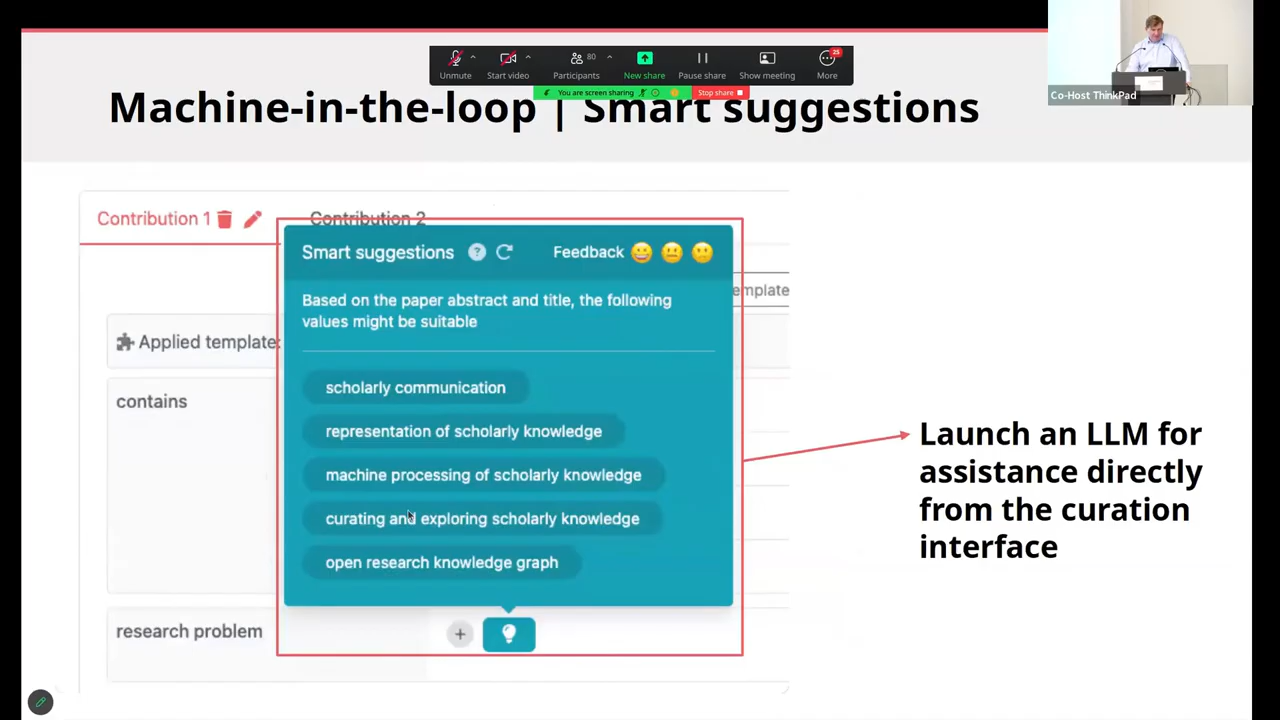 80
25
Unmute
Start video
Participants
New share
Pause share
Show meeting
More
You are screen sharing
Stop share
Co-Host ThinkPad
Machine-in-the-loop | Smart suggestions
Contribution 1
Contribution 2
Smart suggestions
?
Feedback
Based on the paper abstract and title, the following
values might be suitable
emplate
Applied template:
scholarly communication
contains
representation of scholarly knowledge
machine processing of scholarly knowledge
curating and exploring scholarly knowledge
open research knowledge graph
Launch an LLM for
assistance directly
from the curation
interface
research problem
+